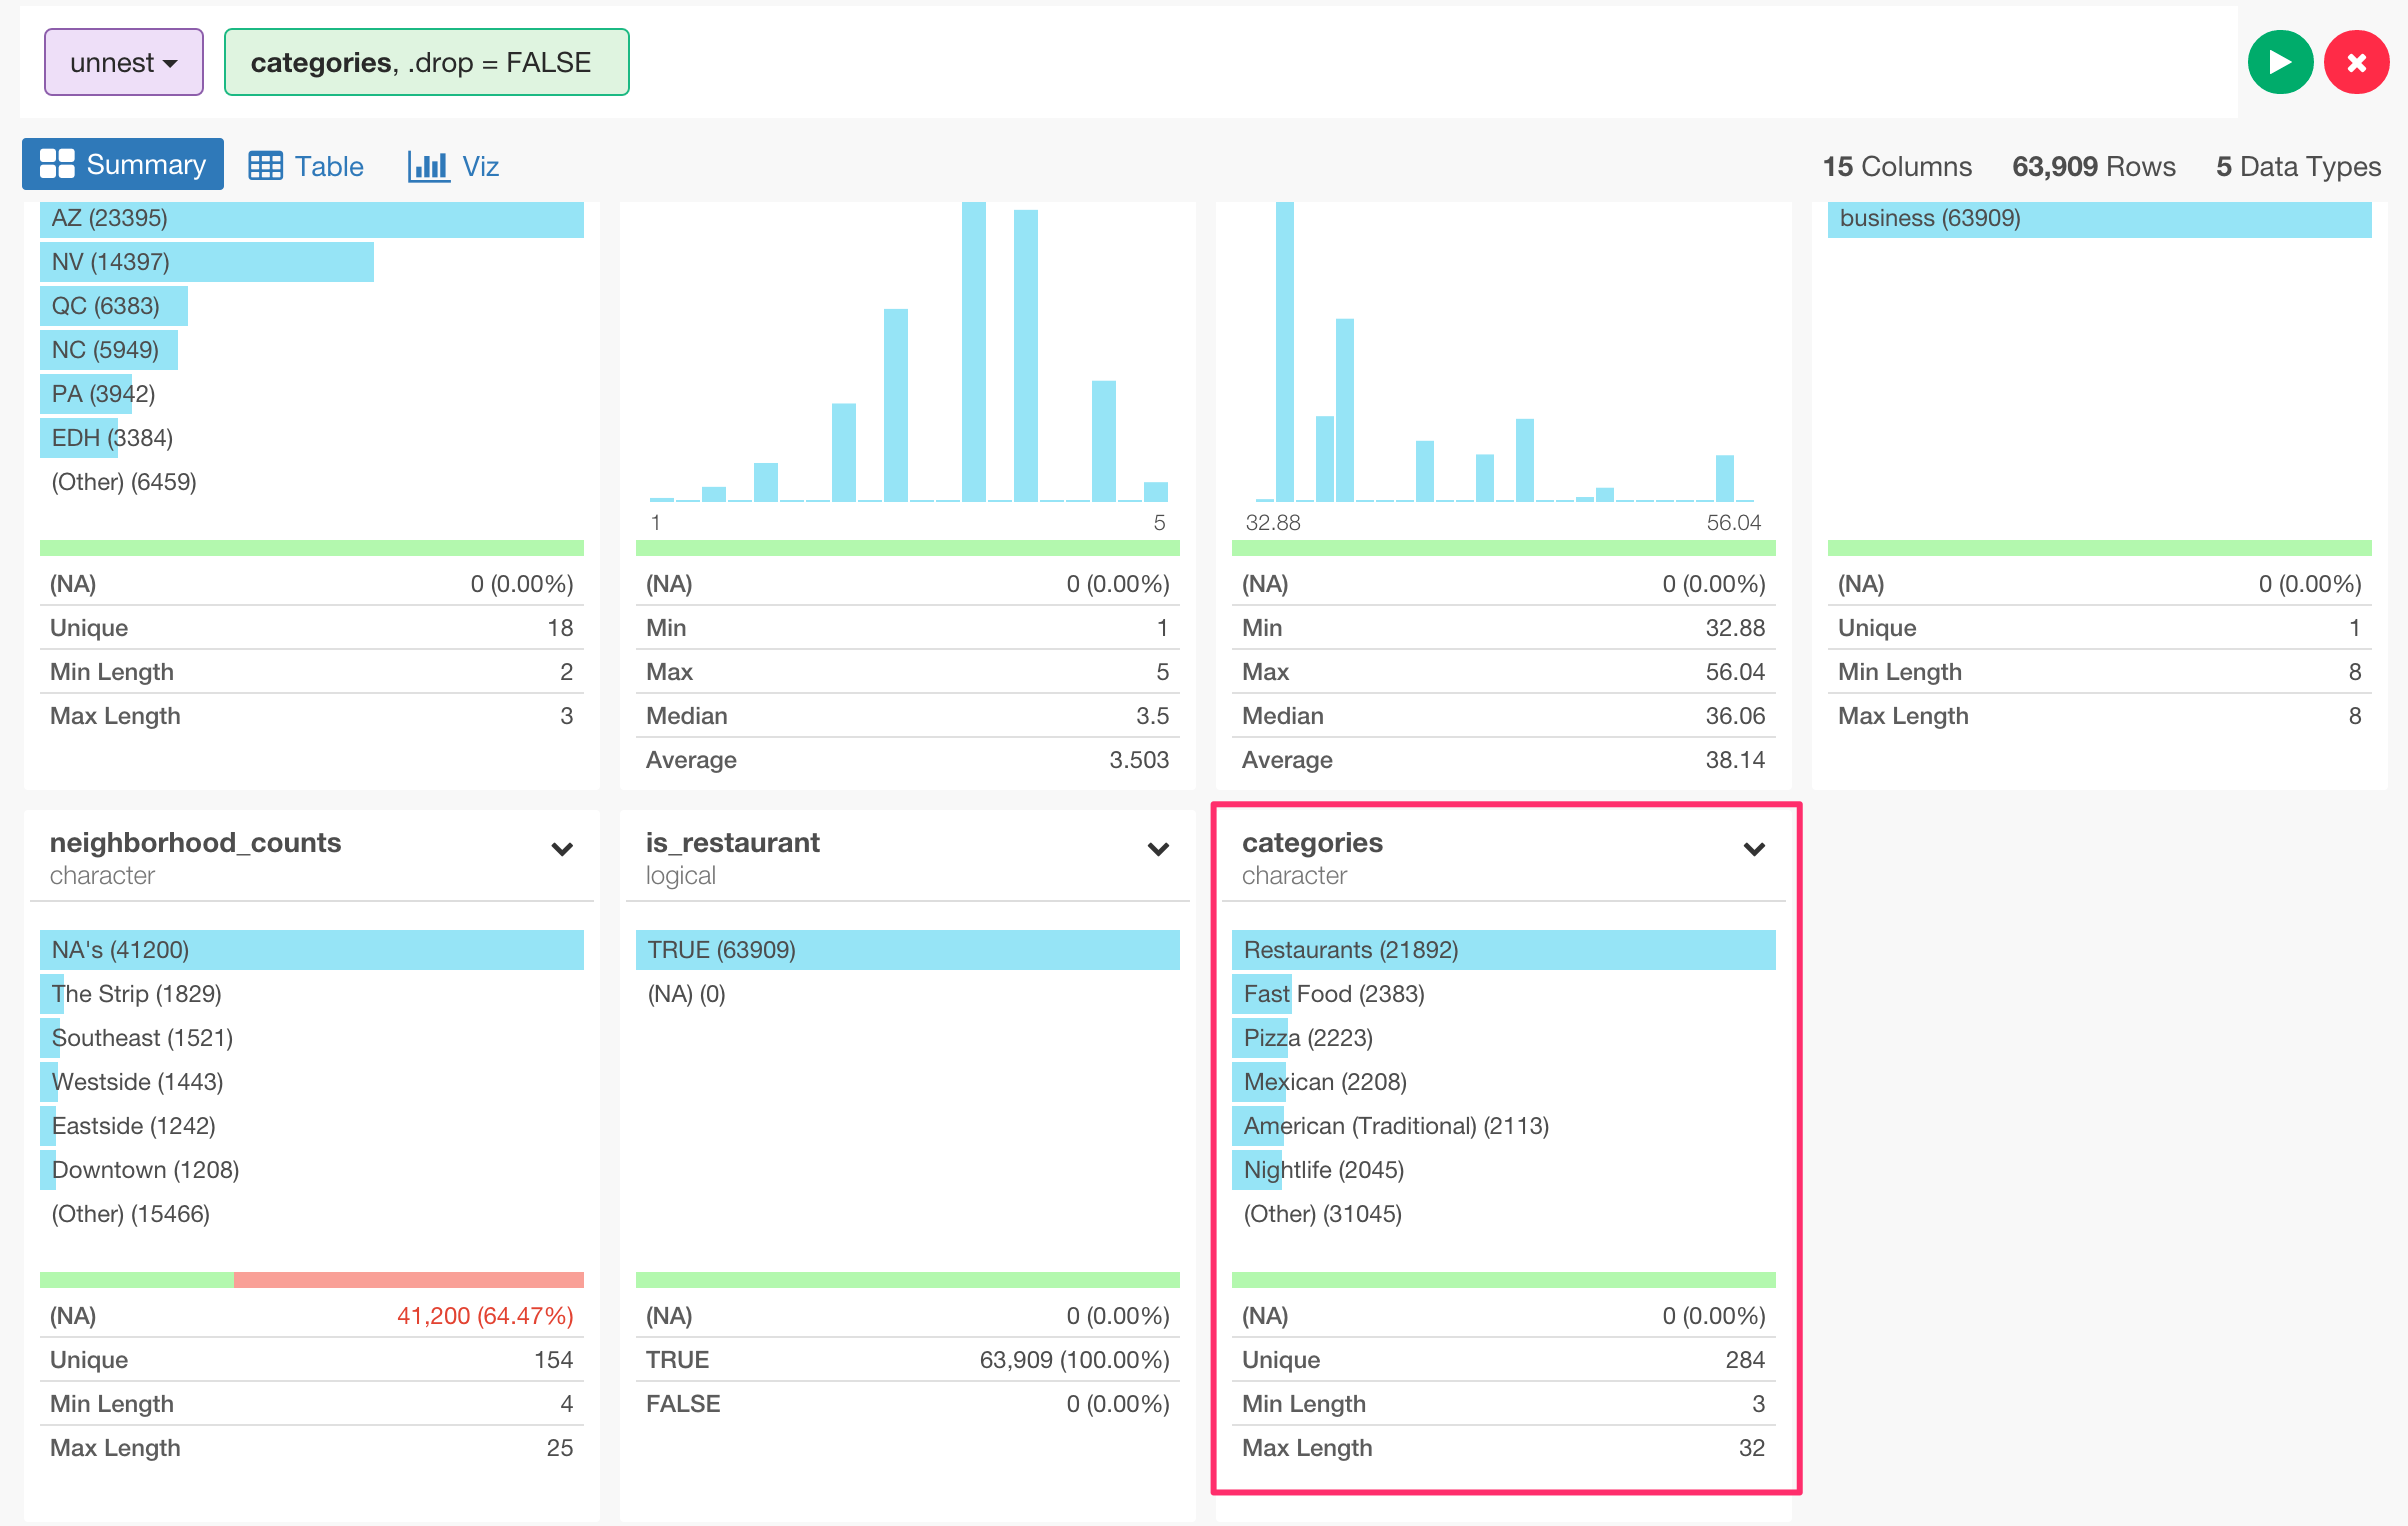 unnest
categories, .drop = FALSE
Summary
Table
Viz
15 Columns 63,909 Rows 5 Data Types
AZ (23395)
NV (14397)
QC (6383)
NC (5949)
PA (3942)
EDH (3384)
(Other) (6459)
(NA) 0 (0.00%)
Unique 18
Min Length 2
Max Length 3
1 5
(NA) 0 (0.00%)
Min 1
Max 5
Median 3.5
Average 3.503
32.88 56.04
(NA) 0 (0.00%)
Min 32.88
Max 56.04
Median 36.06
Average 38.14
business (63909)
(NA) 0 (0.00%)
Unique 1
Min Length 8
Max Length 8
neighborhood_counts
character
NA's (41200)
The Strip (1829)
Southeast (1521)
Westside (1443)
Eastside (1242)
Downtown (1208)
(Other) (15466)
(NA) 41,200 (64.47%)
Unique 154
Min Length 4
Max Length 25
is_restaurant
logical
TRUE (63909)
(NA) (0)
(NA) 0 (0.00%)
TRUE 63,909 (100.00%)
FALSE 0 (0.00%)
categories
character
Restaurants (21892)
Fast Food (2383)
Pizza (2223)
Mexican (2208)
American (Traditional) (2113)
Nightlife (2045)
(Other) (31045)
(NA) 0 (0.00%)
Unique 284
Min Length 3
Max Length 32